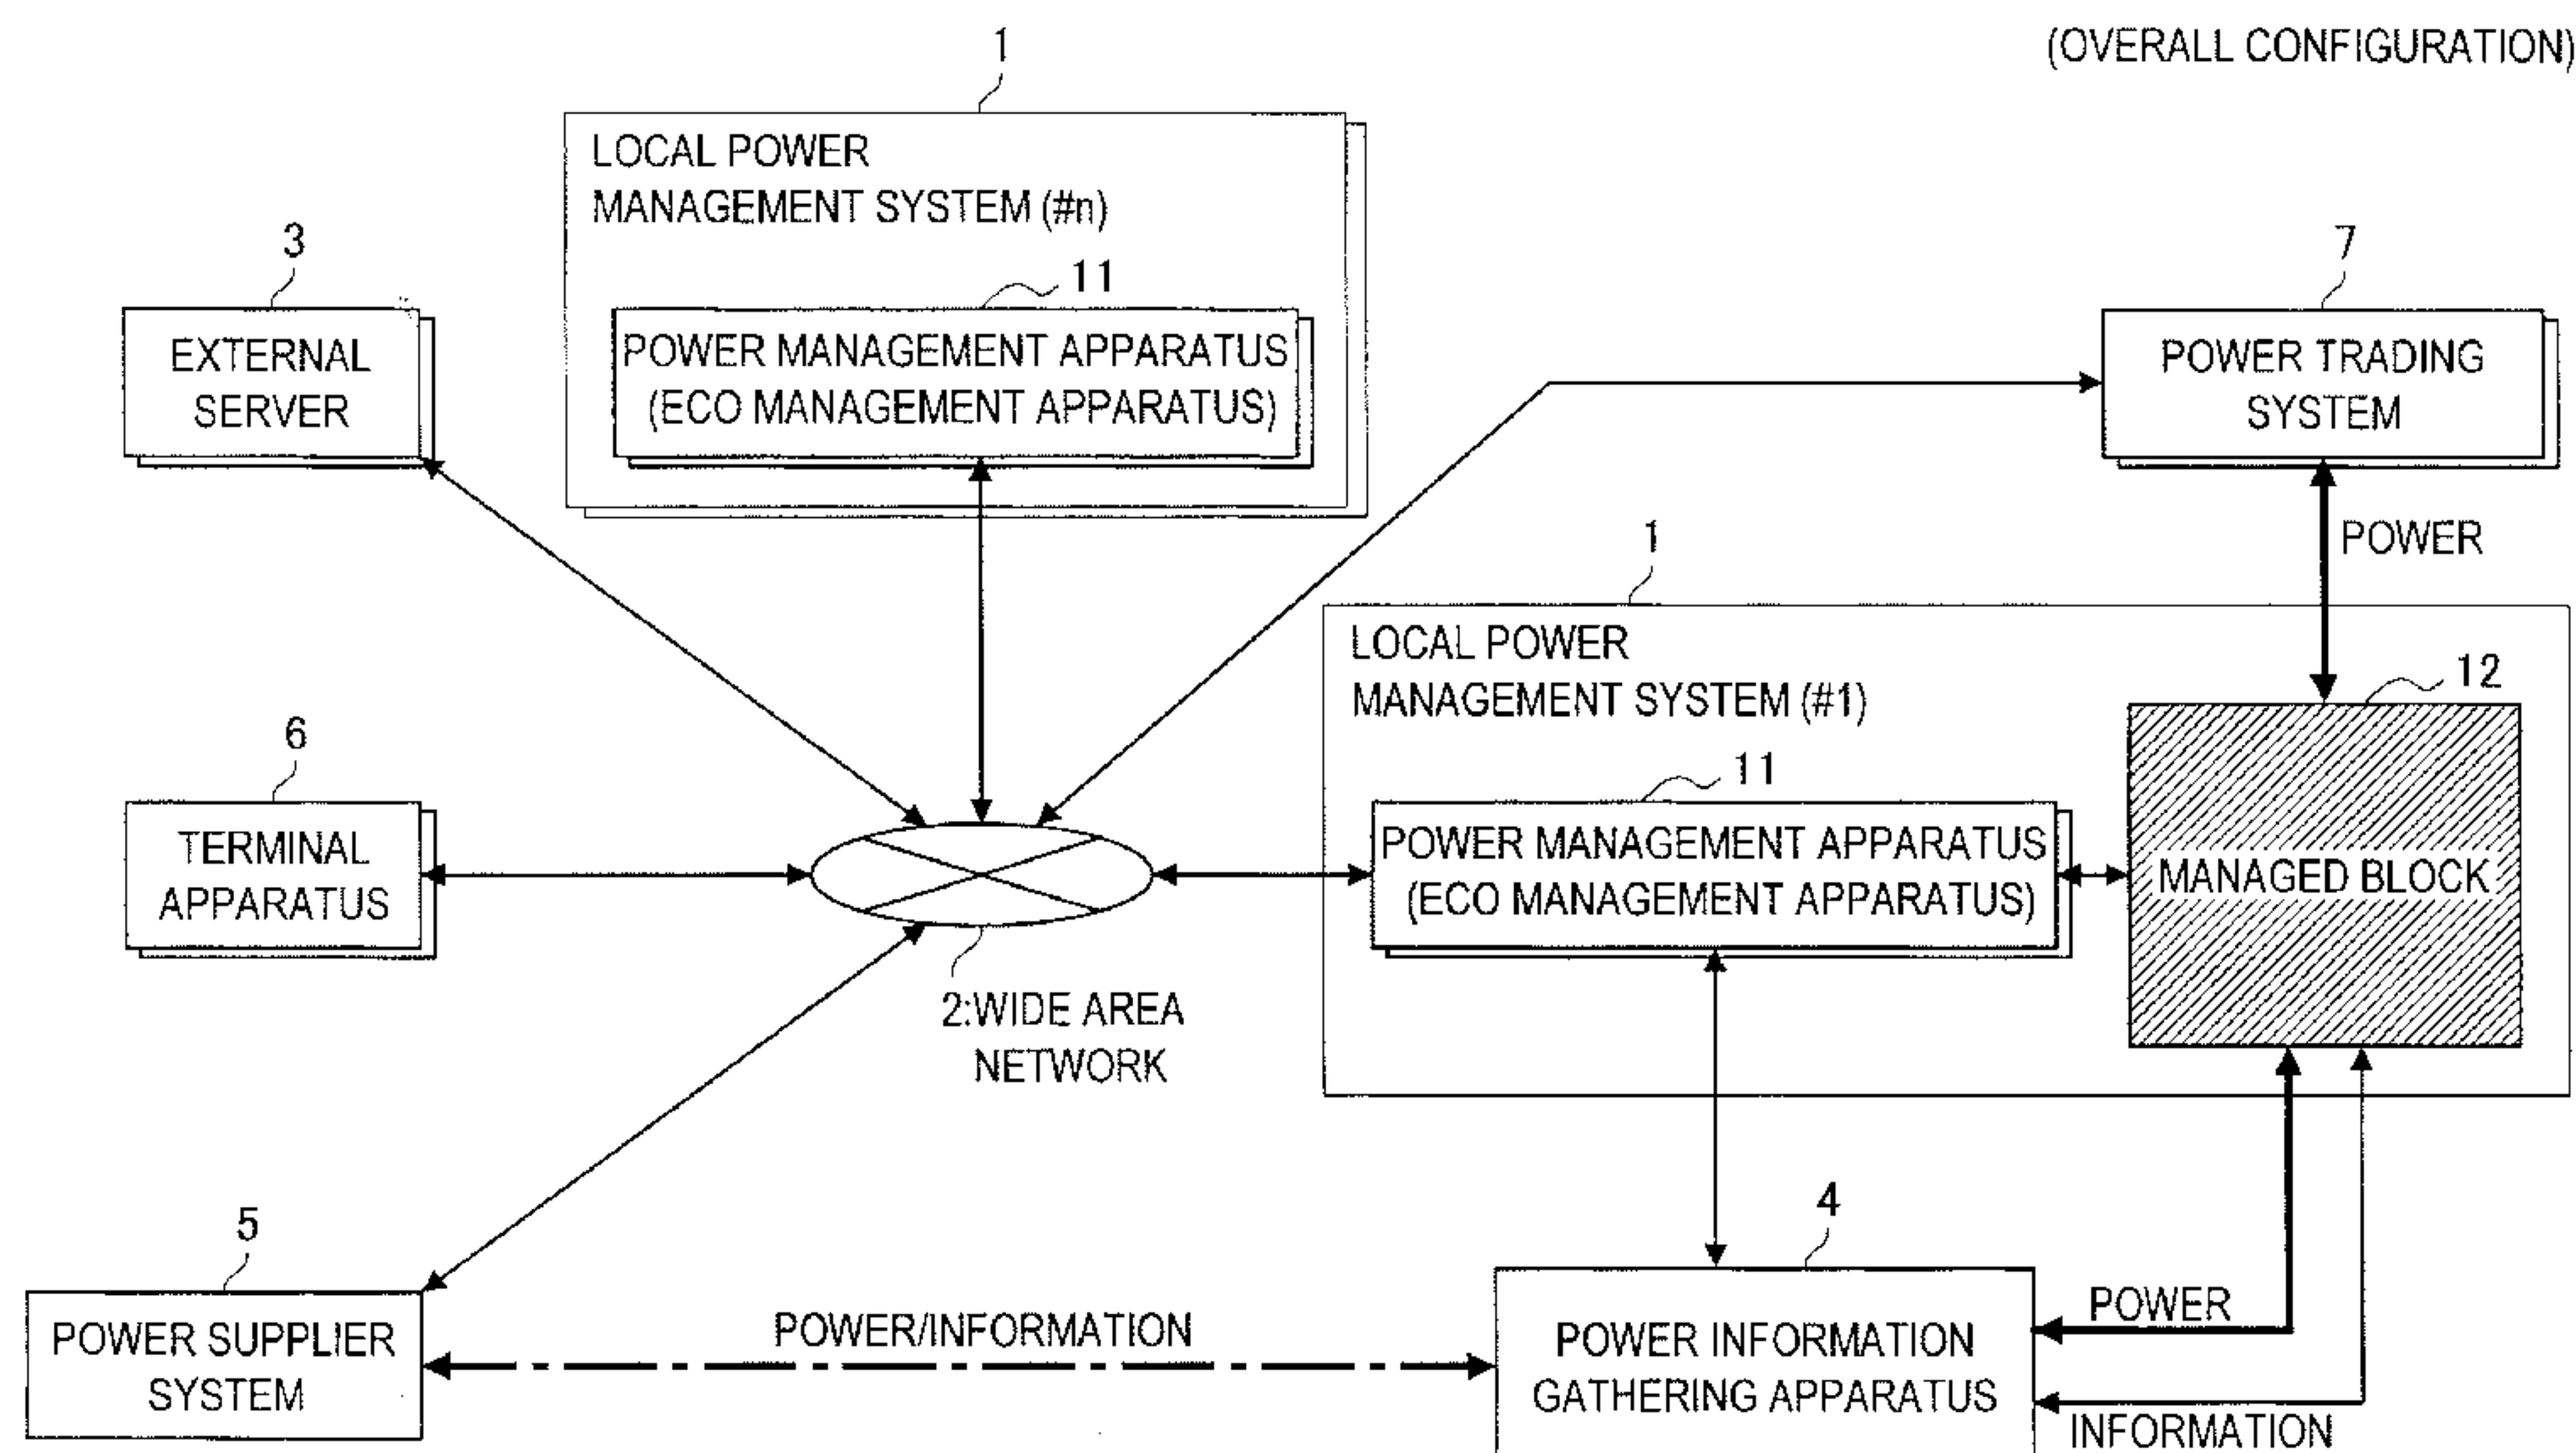 (OVERALL CONFIGURATION)
1
LOCAL POWER
MANAGEMENT SYSTEM (#n)
11
POWER MANAGEMENT APPARATUS
(ECO MANAGEMENT APPARATUS)
3
EXTERNAL
SERVER
7
POWER TRADING
SYSTEM
POWER
1
LOCAL POWER
MANAGEMENT SYSTEM (#1)
12
MANAGED BLOCK
11
POWER MANAGEMENT APPARATUS
(ECO MANAGEMENT APPARATUS)
6
TERMINAL
APPARATUS
2:WIDE AREA
NETWORK
5
POWER SUPPLIER
SYSTEM
POWER/INFORMATION
4
POWER INFORMATION
GATHERING APPARATUS
POWER
INFORMATION